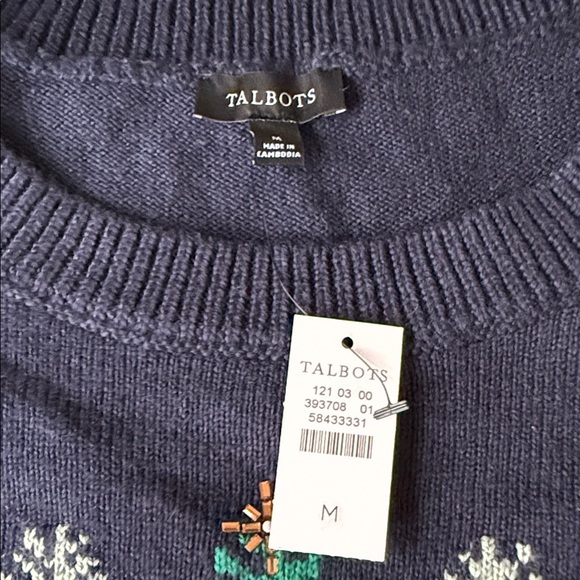 TALBOTS
M
MADE IN
CAMBODIA
TALBOTS
121 03 00
393708 01
58433331
M